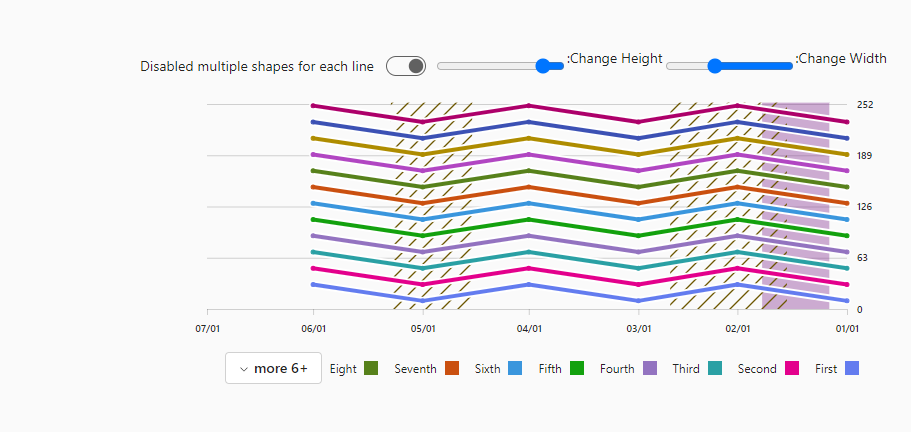 Disabled multiple shapes for each line :Change Height :Change Width
252
189
126
63
0
07/01 06/01 05/01 04/01 03/01 02/01 01/01
more 6+ Eight Seventh Sixth Fifth Fourth Third Second First